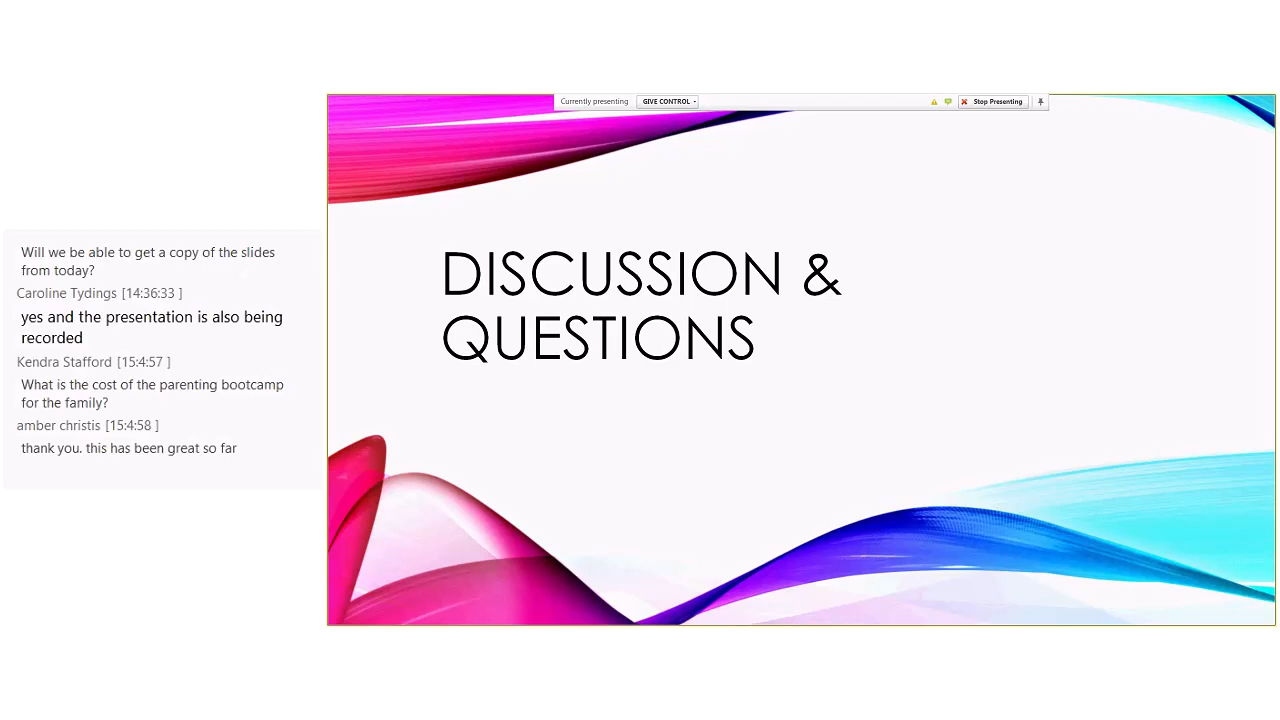 Will we be able to get a copy of the slides
from today?
Caroline Tydings [14:36:33 ]
yes and the presentation is also being
recorded
Kendra Stafford [15:4:57 ]
What is the cost of the parenting bootcamp
for the family?
amber christis [15:4:58 ]
thank you. this has been great so far
Currently presenting GIVE CONTROL Stop Presenting
DISCUSSION &
QUESTIONS